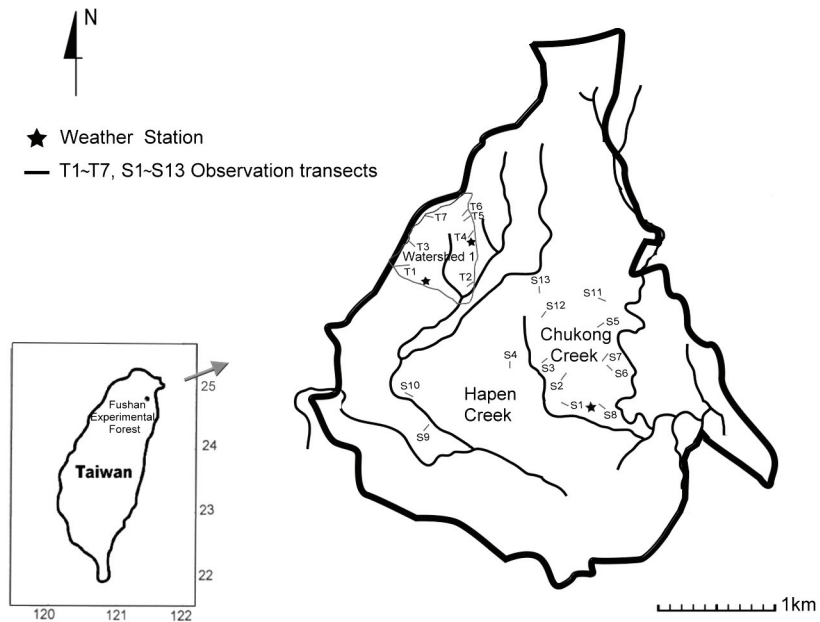 N
Weather Station
T1~T7, S1~S13 Observation transects
T6
T5
T7
T4
T3
Watershed 1
T1
T2
S13
S11
S12
S5
Chukong
Creek
S4
S7
S3
S6
S2
S10
Hapen
Creek
S1
S8
S9
25
Fushan
Experimental
Forest
24
Taiwan
23
22
120
121
122
1km